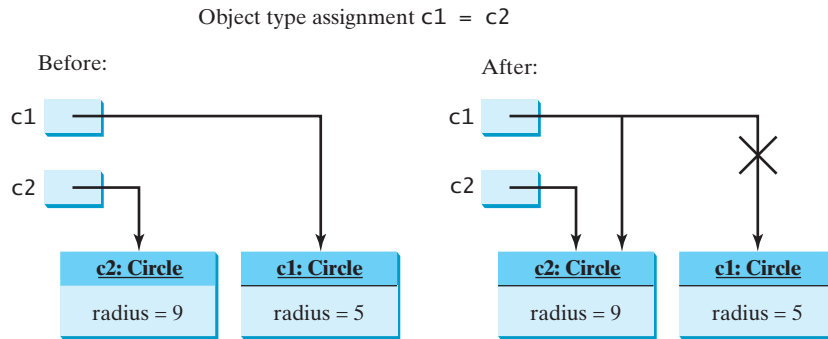 Object type assignment c1 = c2
Before:
c1
c2
c2: Circle
radius = 9
c1: Circle
radius = 5
After:
c1
c2
c2: Circle
radius = 9
c1: Circle
radius = 5